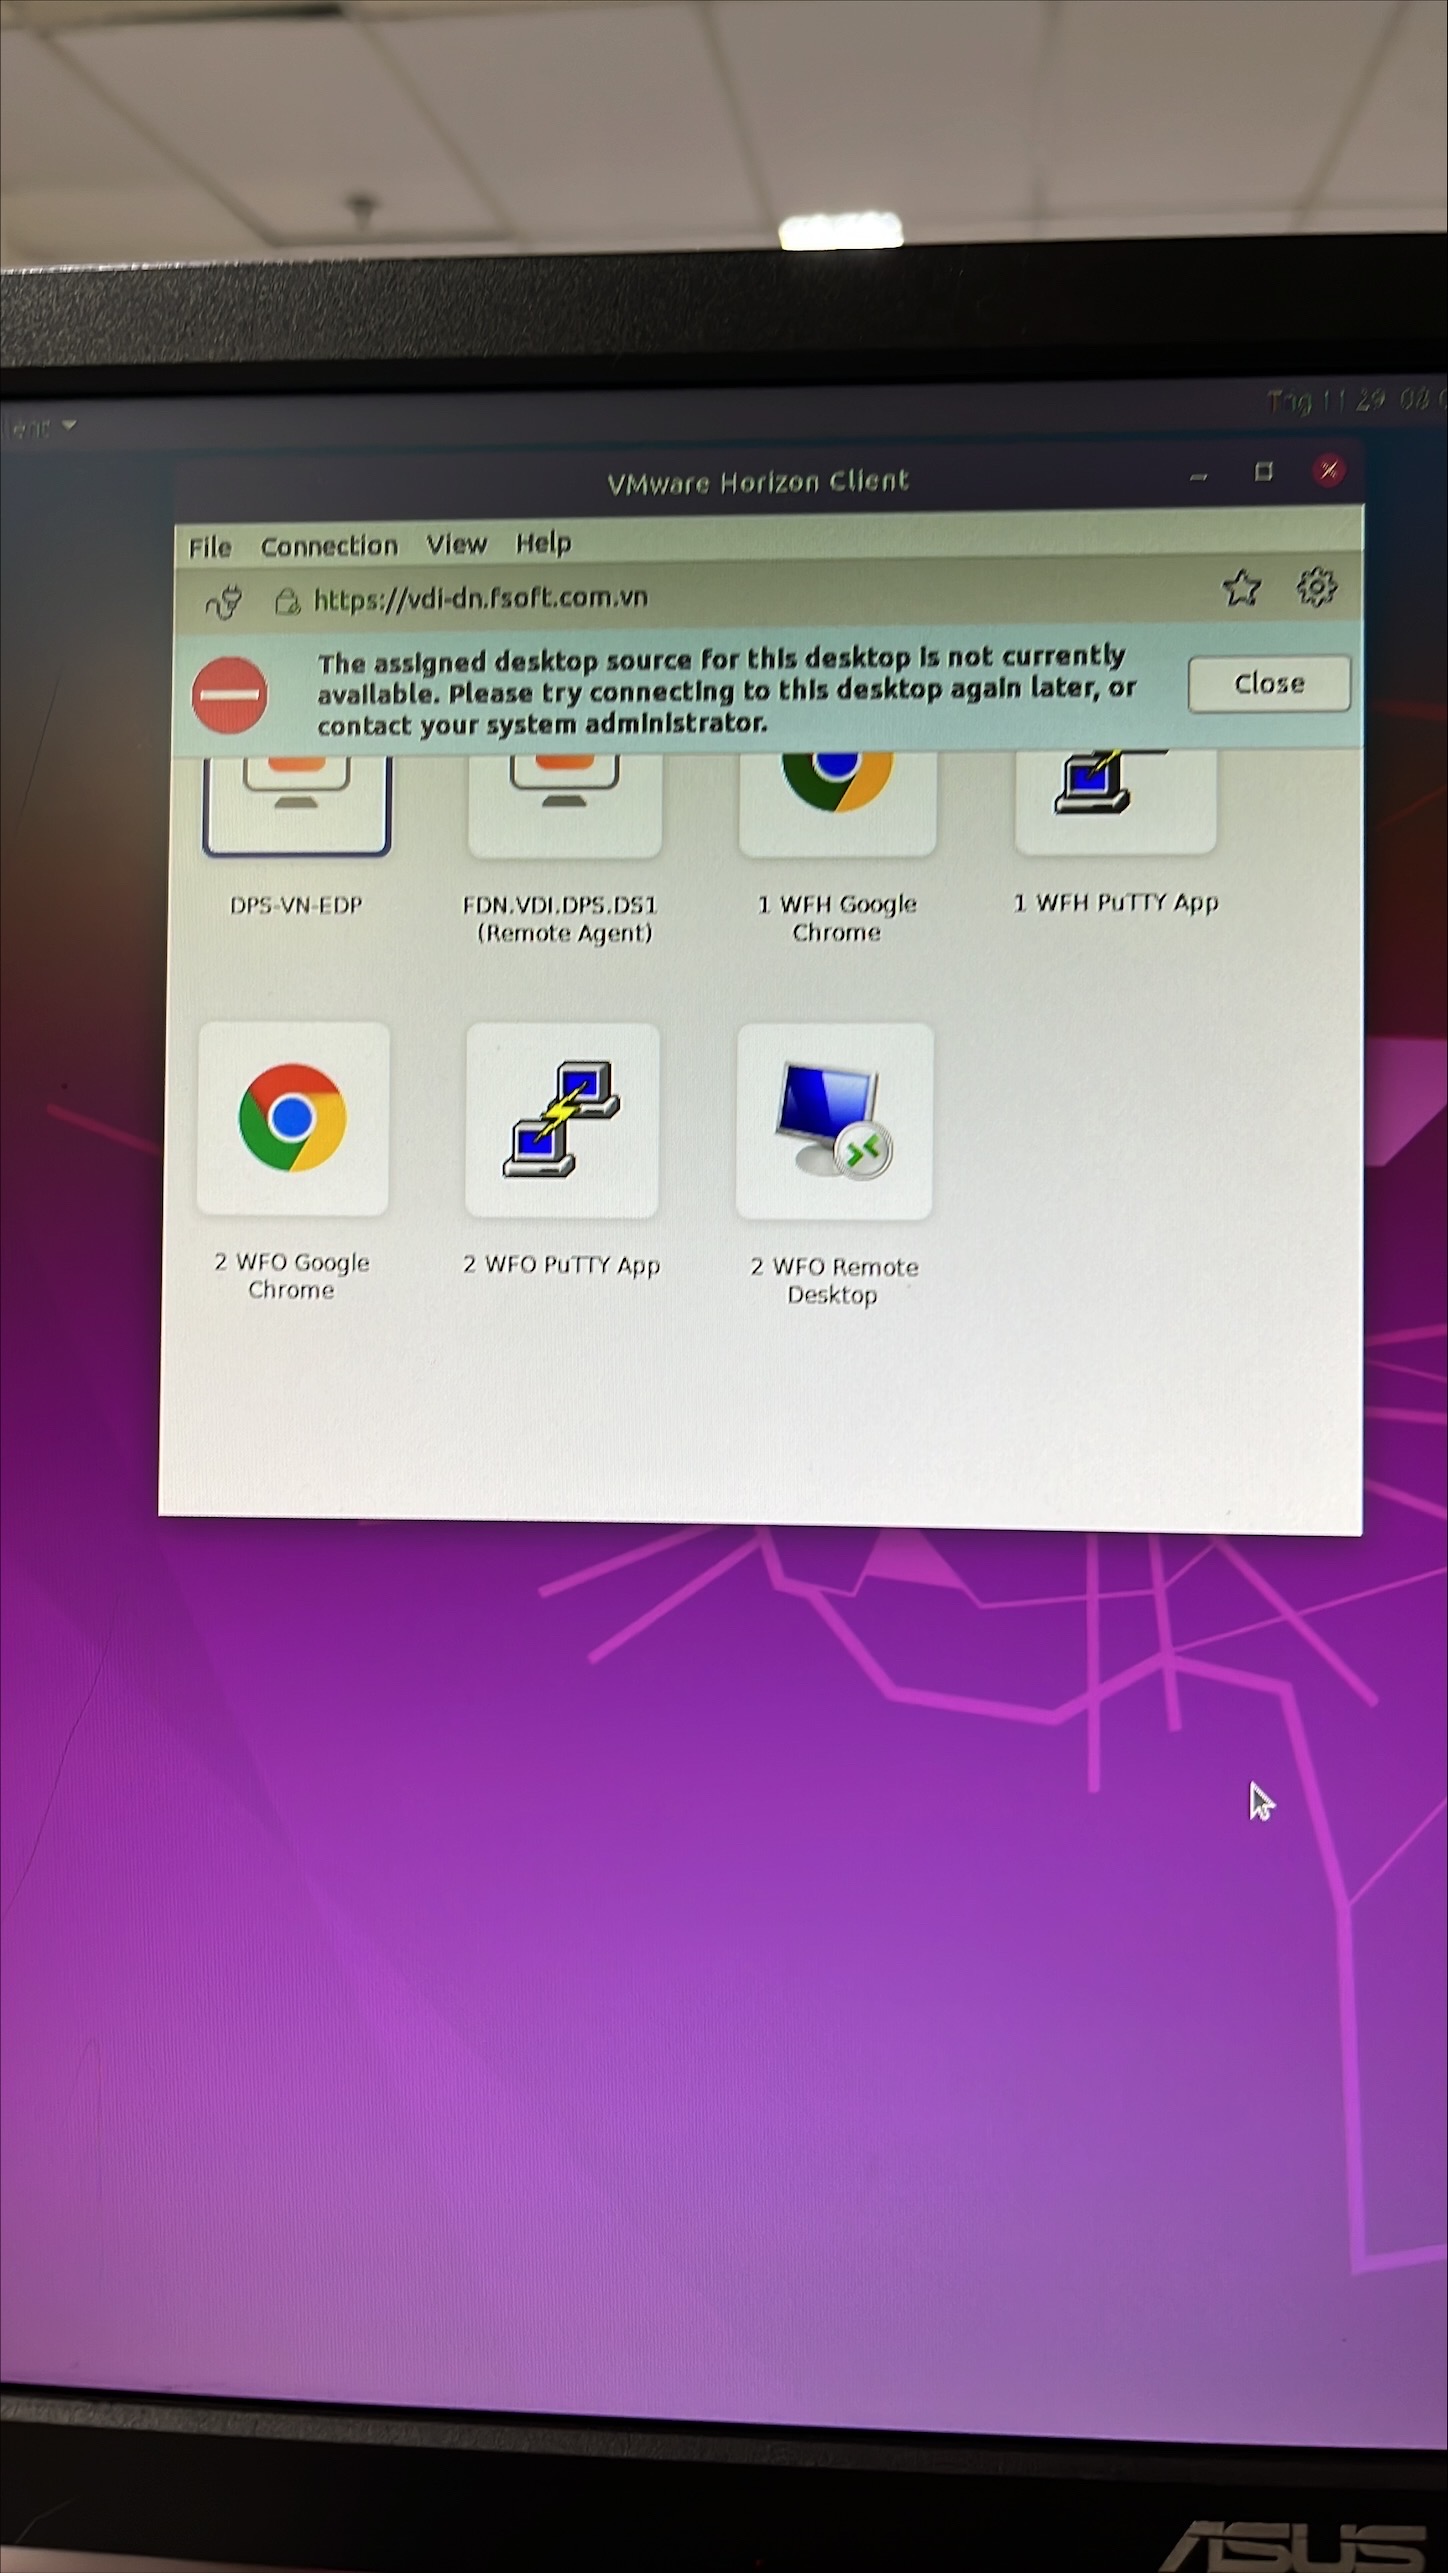 Thg 11 29
VMware Horizon Client
File Connection View Help
https://vdi-dn.fsoft.com.vn
The assigned desktop source for this desktop is not currently
available. Please try connecting to this desktop again later, or
contact your system administrator.
Close
DPS-VN-EDP
FDN.VDI.DPS.DS1
(Remote Agent)
1 WFH Google
Chrome
1 WFH PuTTY App
2 WFO Google
Chrome
2 WFO PuTTY App
2 WFO Remote
Desktop
ASUS